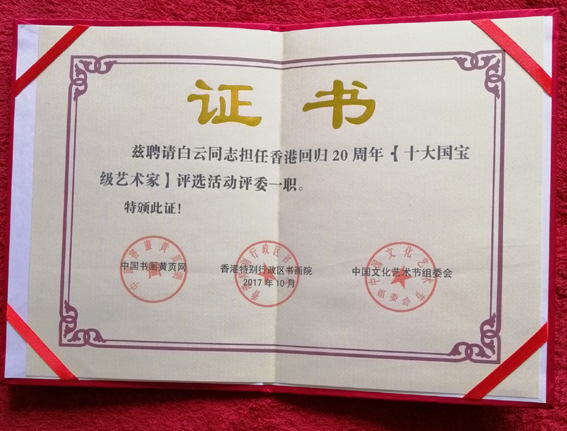 证书
兹聘请白云同志担任香港回归20周年【十大国宝
级艺术家】评选活动评委一职。
特颁此证!
中国书画黄页网
香港特别行政区书画院
2017年10月
中国文化艺术节组委会
组委会